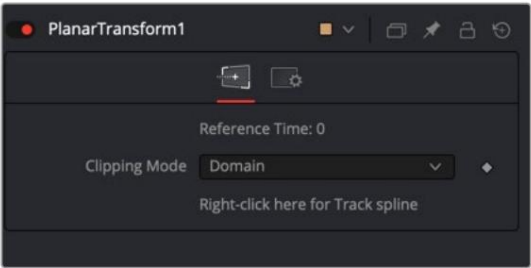 PlanarTransform1
Reference Time: 0
Clipping Mode Domain
Right-click here for Track spline